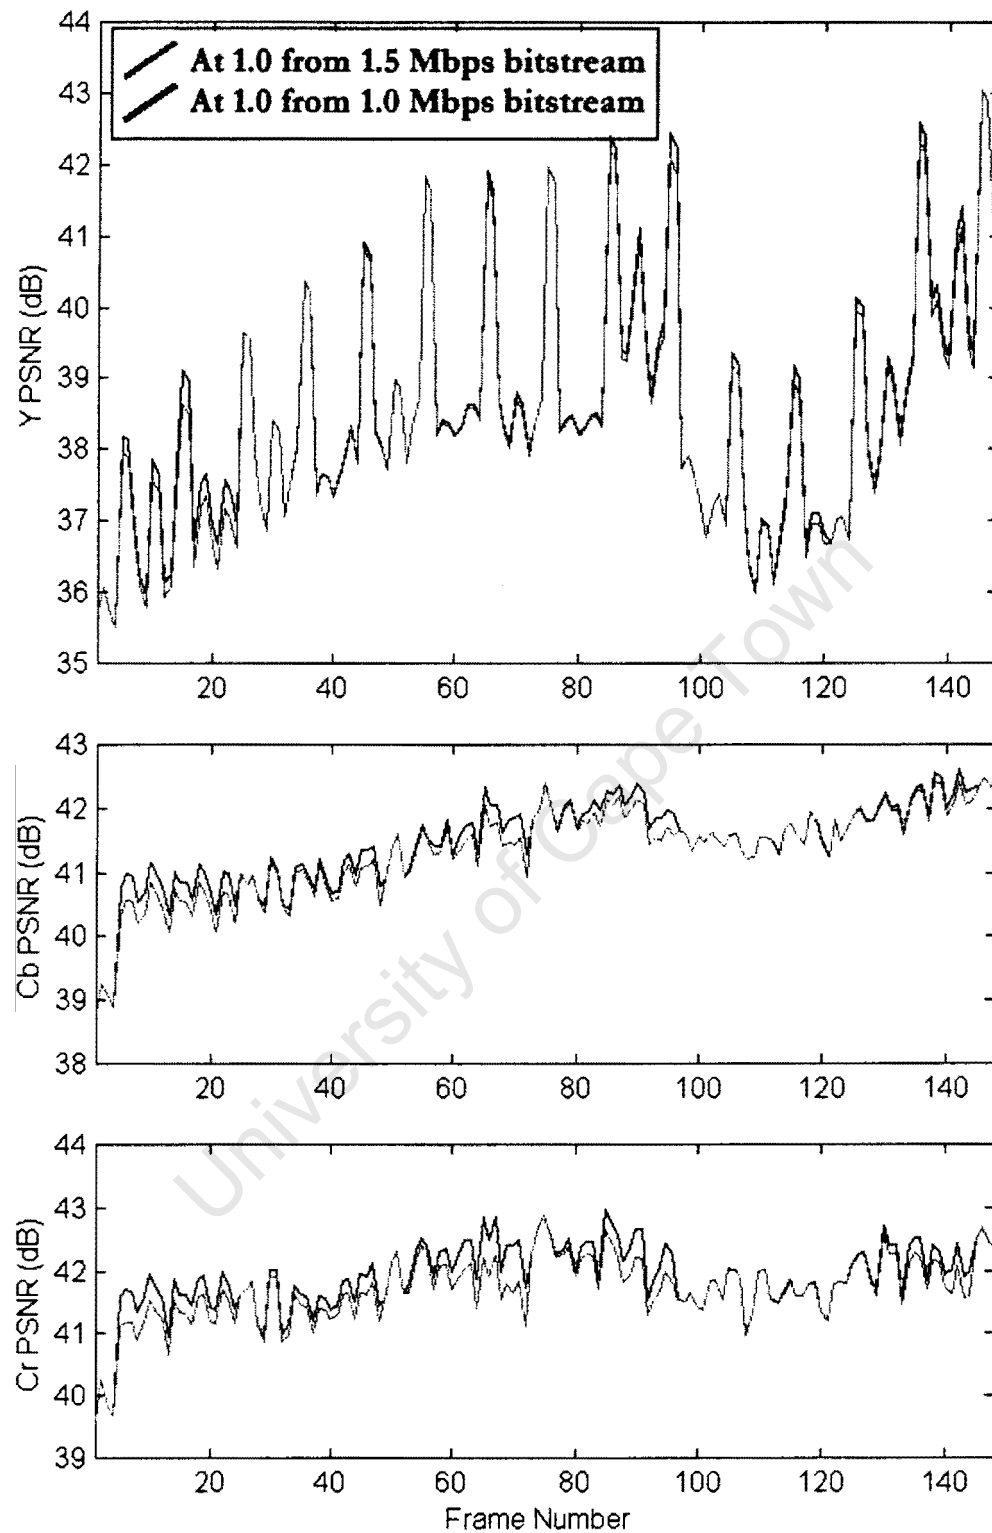 44
At 1.0 from 1.5 Mbps bitstream
43
At 1.0 from 1.0 Mbps bitstream
42
41
40
39
38
37
36
35
Y PSNR (dB)
20 40 60 80 100 120 140
43
42
41
40
39
38
Cb PSNR (dB)
20 40 60 80 100 120 140
44
43
42
41
40
39
Cr PSNR (dB)
20 40 60 80 100 120 140
Frame Number
University of Cape Town